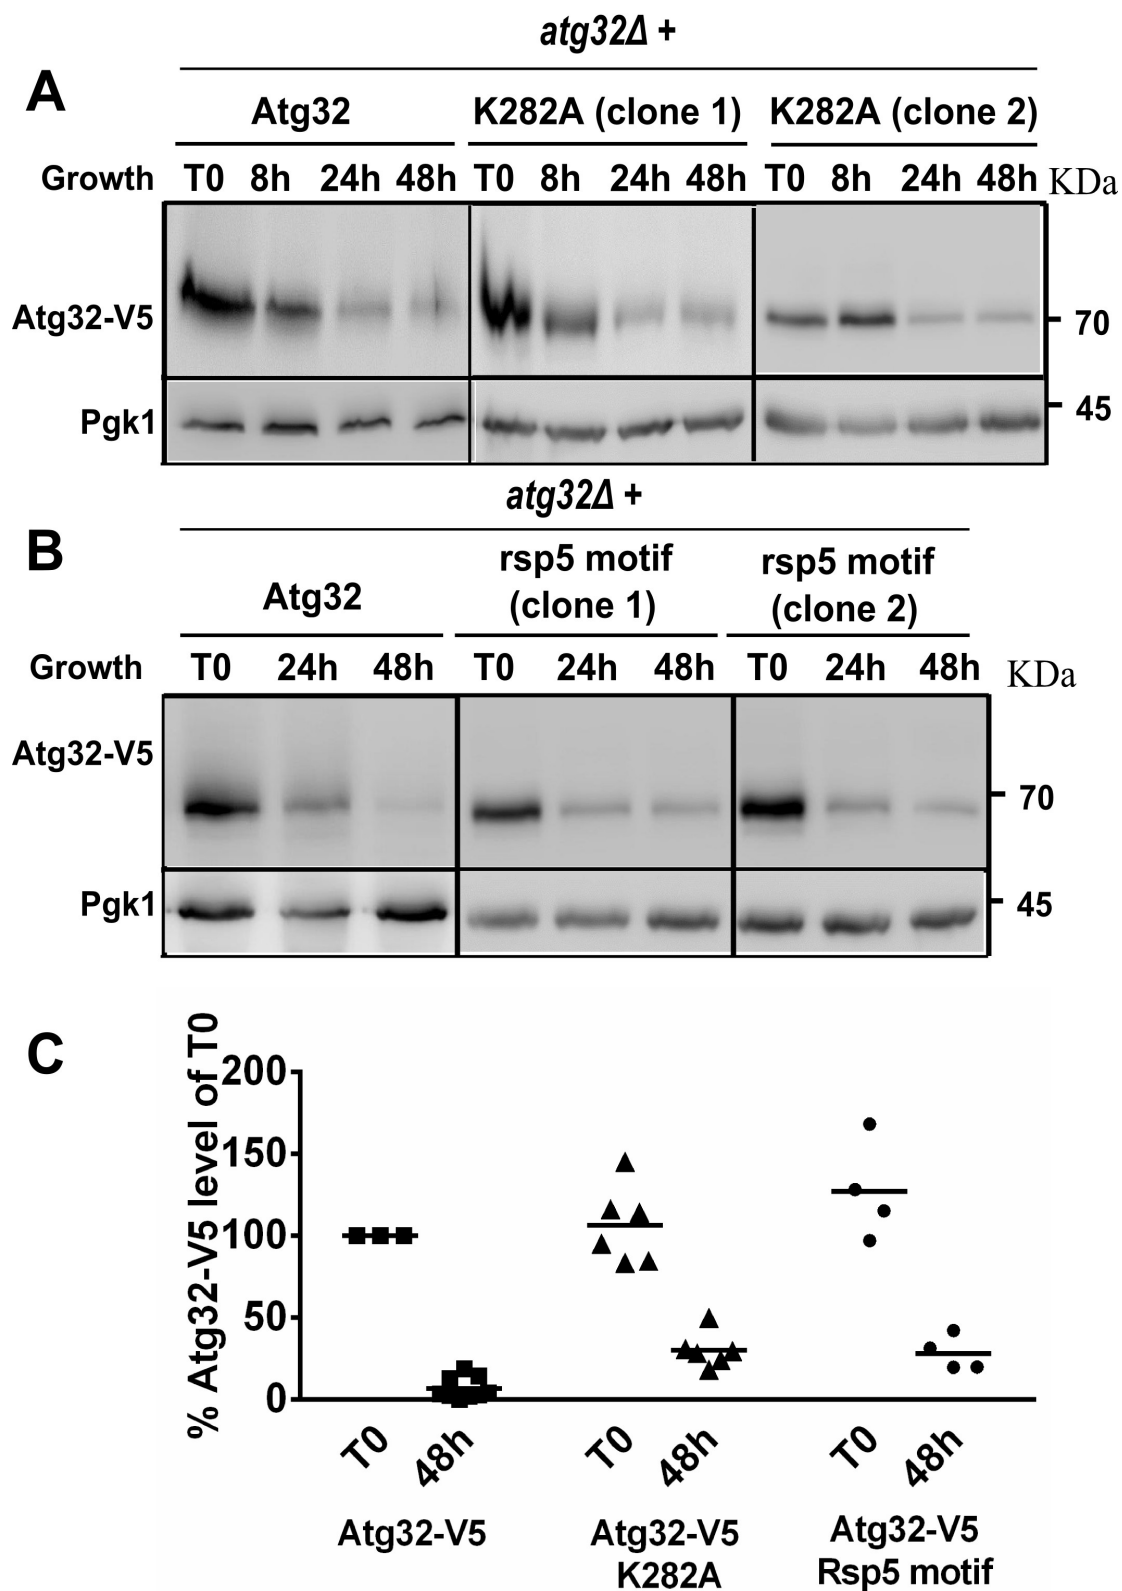 atg32Δ +
A
Atg32 K282A (clone 1) K282A (clone 2)
Growth T0 8h 24h 48h T0 8h 24h 48h T0 8h 24h 48h KDa
Atg32-V5 70
Pgk1 45
atg32Δ +
B
Atg32 rsp5 motif (clone 1) rsp5 motif (clone 2)
Growth T0 24h 48h T0 24h 48h T0 24h 48h KDa
Atg32-V5
70
Pgk1 45
C
% Atg32-V5 level of T0
200
150
100
50
0
T0 48h T0 48h T0 48h
Atg32-V5 Atg32-V5 K282A Atg32-V5 Rsp5 motif